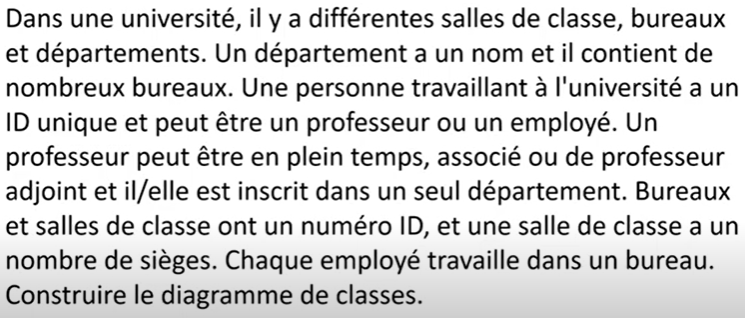 Dans une université, il y a différentes salles de classe, bureaux
et départements. Un département a un nom et il contient de
nombreux bureaux. Une personne travaillant à l'université a un
ID unique et peut être un professeur ou un employé. Un
professeur peut être en plein temps, associé ou de professeur
adjoint et il/elle est inscrit dans un seul département. Bureaux
et salles de classe ont un numéro ID, et une salle de classe a un
nombre de sièges. Chaque employé travaille dans un bureau.
Construire le diagramme de classes.